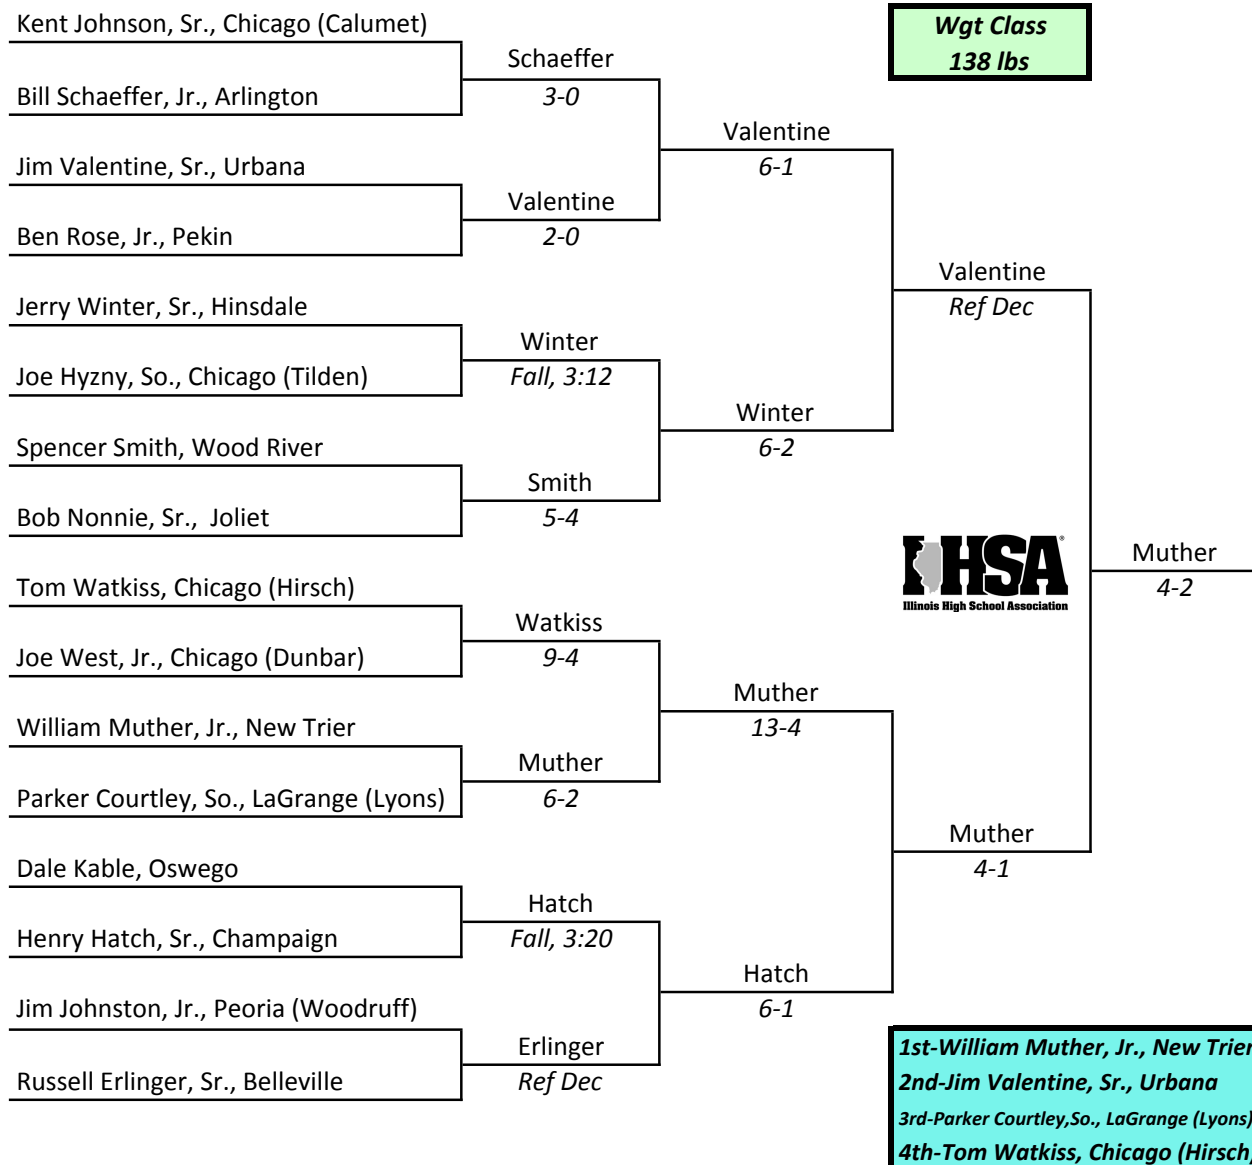 Kent Johnson, Sr., Chicago (Calumet)
Wgt Class
138 lbs
Schaeffer
3-0
Bill Schaeffer, Jr., Arlington
Valentine
6-1
Jim Valentine, Sr., Urbana
Valentine
2-0
Ben Rose, Jr., Pekin
Valentine
Ref Dec
Jerry Winter, Sr., Hinsdale
Winter
Fall, 3:12
Joe Hyzny, So., Chicago (Tilden)
Winter
6-2
Spencer Smith, Wood River
Smith
5-4
Bob Nonnie, Sr., Joliet
IHSA®
Illinois High School Association
Muther
4-2
Tom Watkiss, Chicago (Hirsch)
Watkiss
9-4
Joe West, Jr., Chicago (Dunbar)
Muther
13-4
William Muther, Jr., New Trier
Muther
6-2
Parker Courtley, So., LaGrange (Lyons)
Muther
4-1
Dale Kable, Oswego
Hatch
Fall, 3:20
Henry Hatch, Sr., Champaign
Hatch
6-1
Jim Johnston, Jr., Peoria (Woodruff)
Erlinger
Ref Dec
Russell Erlinger, Sr., Belleville
1st-William Muther, Jr., New Trier
2nd-Jim Valentine, Sr., Urbana
3rd-Parker Courtley,So., LaGrange (Lyons)
4th-Tom Watkiss, Chicago (Hirsch)